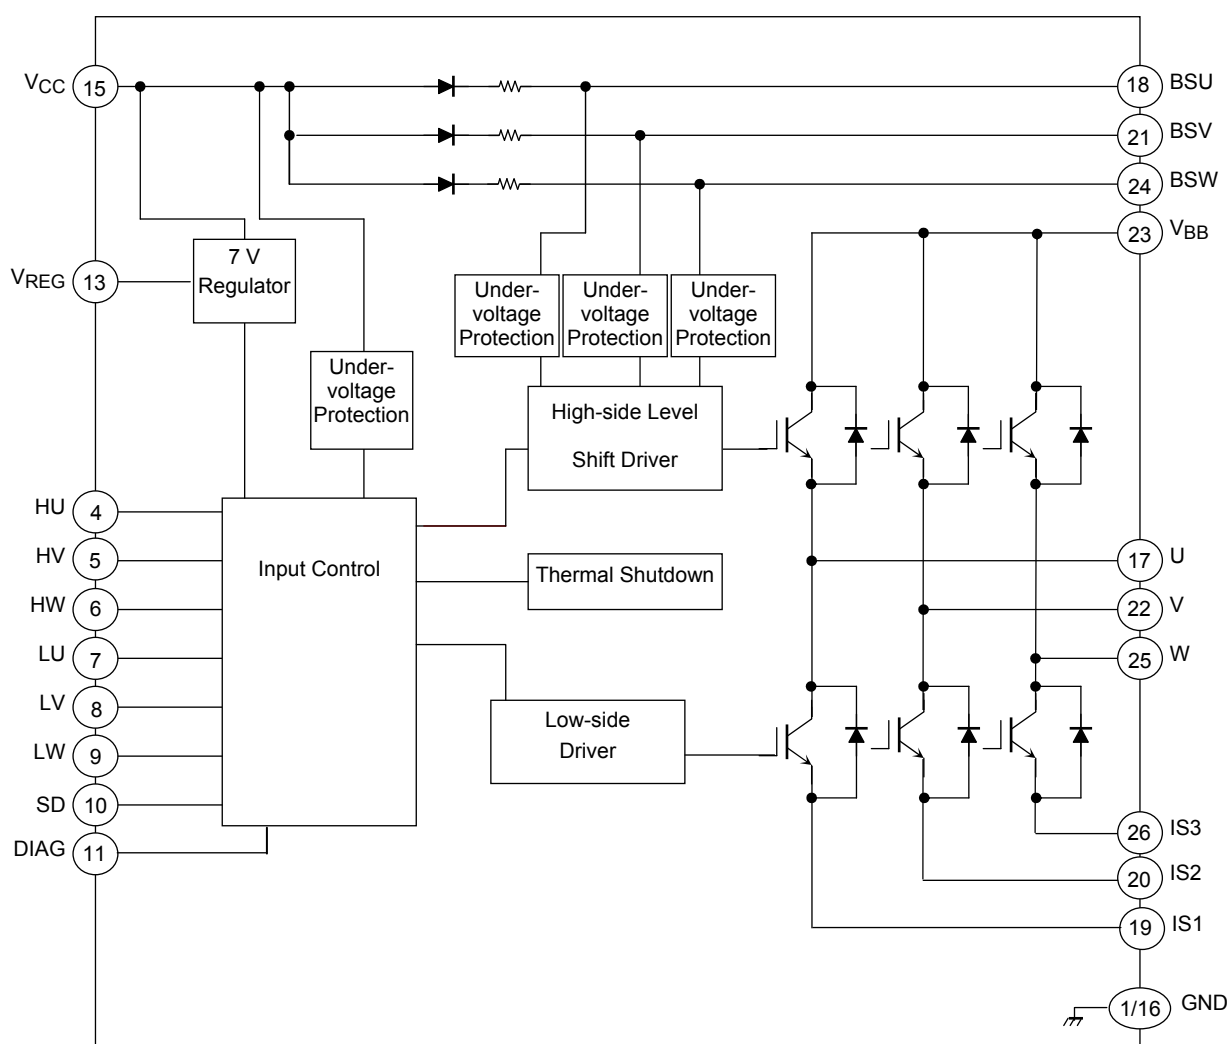 VCC
15
18
BSU
21
BSV
24
BSW
23
VBB
7 V
Regulator
VREG
13
Under-
voltage
Protection
Under-
voltage
Protection
Under-
voltage
Protection
Under-
voltage
Protection
High-side Level
Shift Driver
HU
4
HV
5
HW
6
LU
7
LV
8
LW
9
SD
10
DIAG
11
Input Control
Thermal Shutdown
Low-side
Driver
17
U
22
V
25
W
26
IS3
20
IS2
19
IS1
1/16
GND